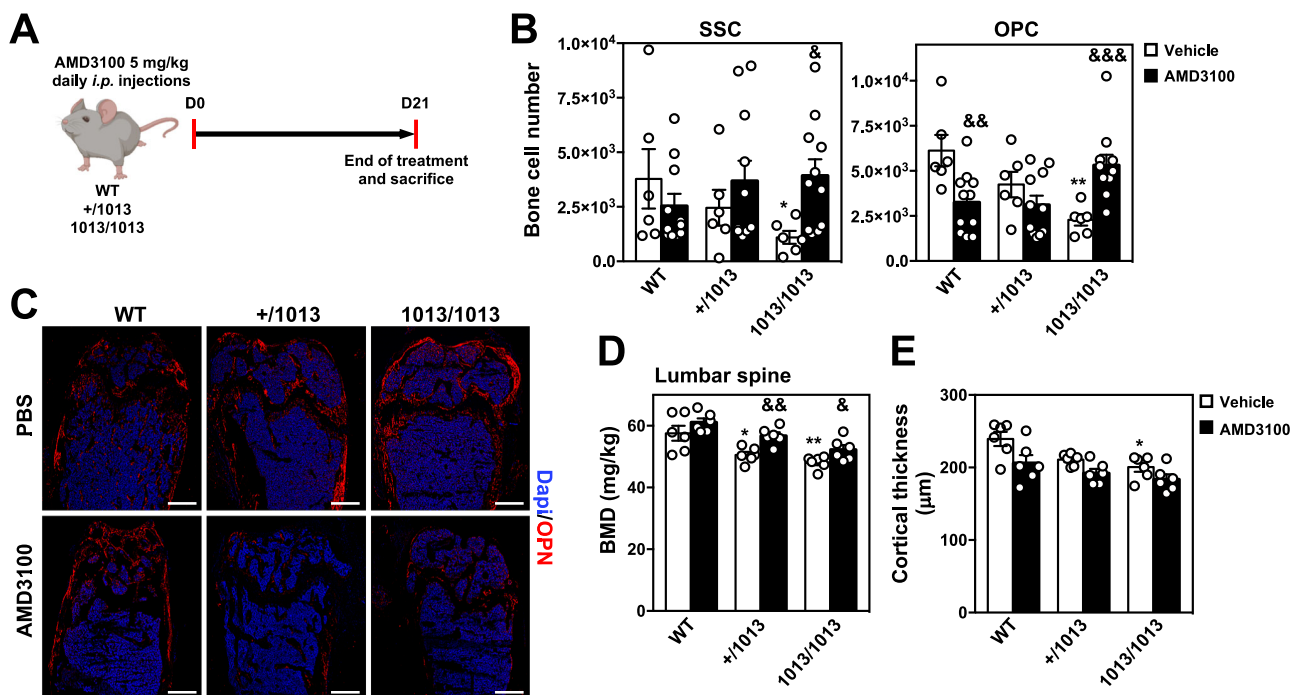 A
AMD3100 5 mg/kg
daily i.p. injections
D0
D21
End of treatment
and sacrifice
WT
+/1013
1013/1013
B
SSC
OPC
Vehicle
AMD3100
Bone cell number
1.0×10⁴
7.5×10³
5.0×10³
2.5×10³
0.0
&
*
WT
+/1013
1013/1013
1.0×10⁴
7.5×10³
5.0×10³
2.5×10³
0.0
&&
**
&&&
WT
+/1013
1013/1013
C
WT
+/1013
1013/1013
PBS
AMD3100
Dapi/OPN
D
Lumbar spine
BMD (mg/kg)
60
40
20
0
*
&&
**
&
WT
+/1013
1013/1013
E
Cortical thickness
(µm)
300
200
100
0
*
Vehicle
AMD3100
WT
+/1013
1013/1013